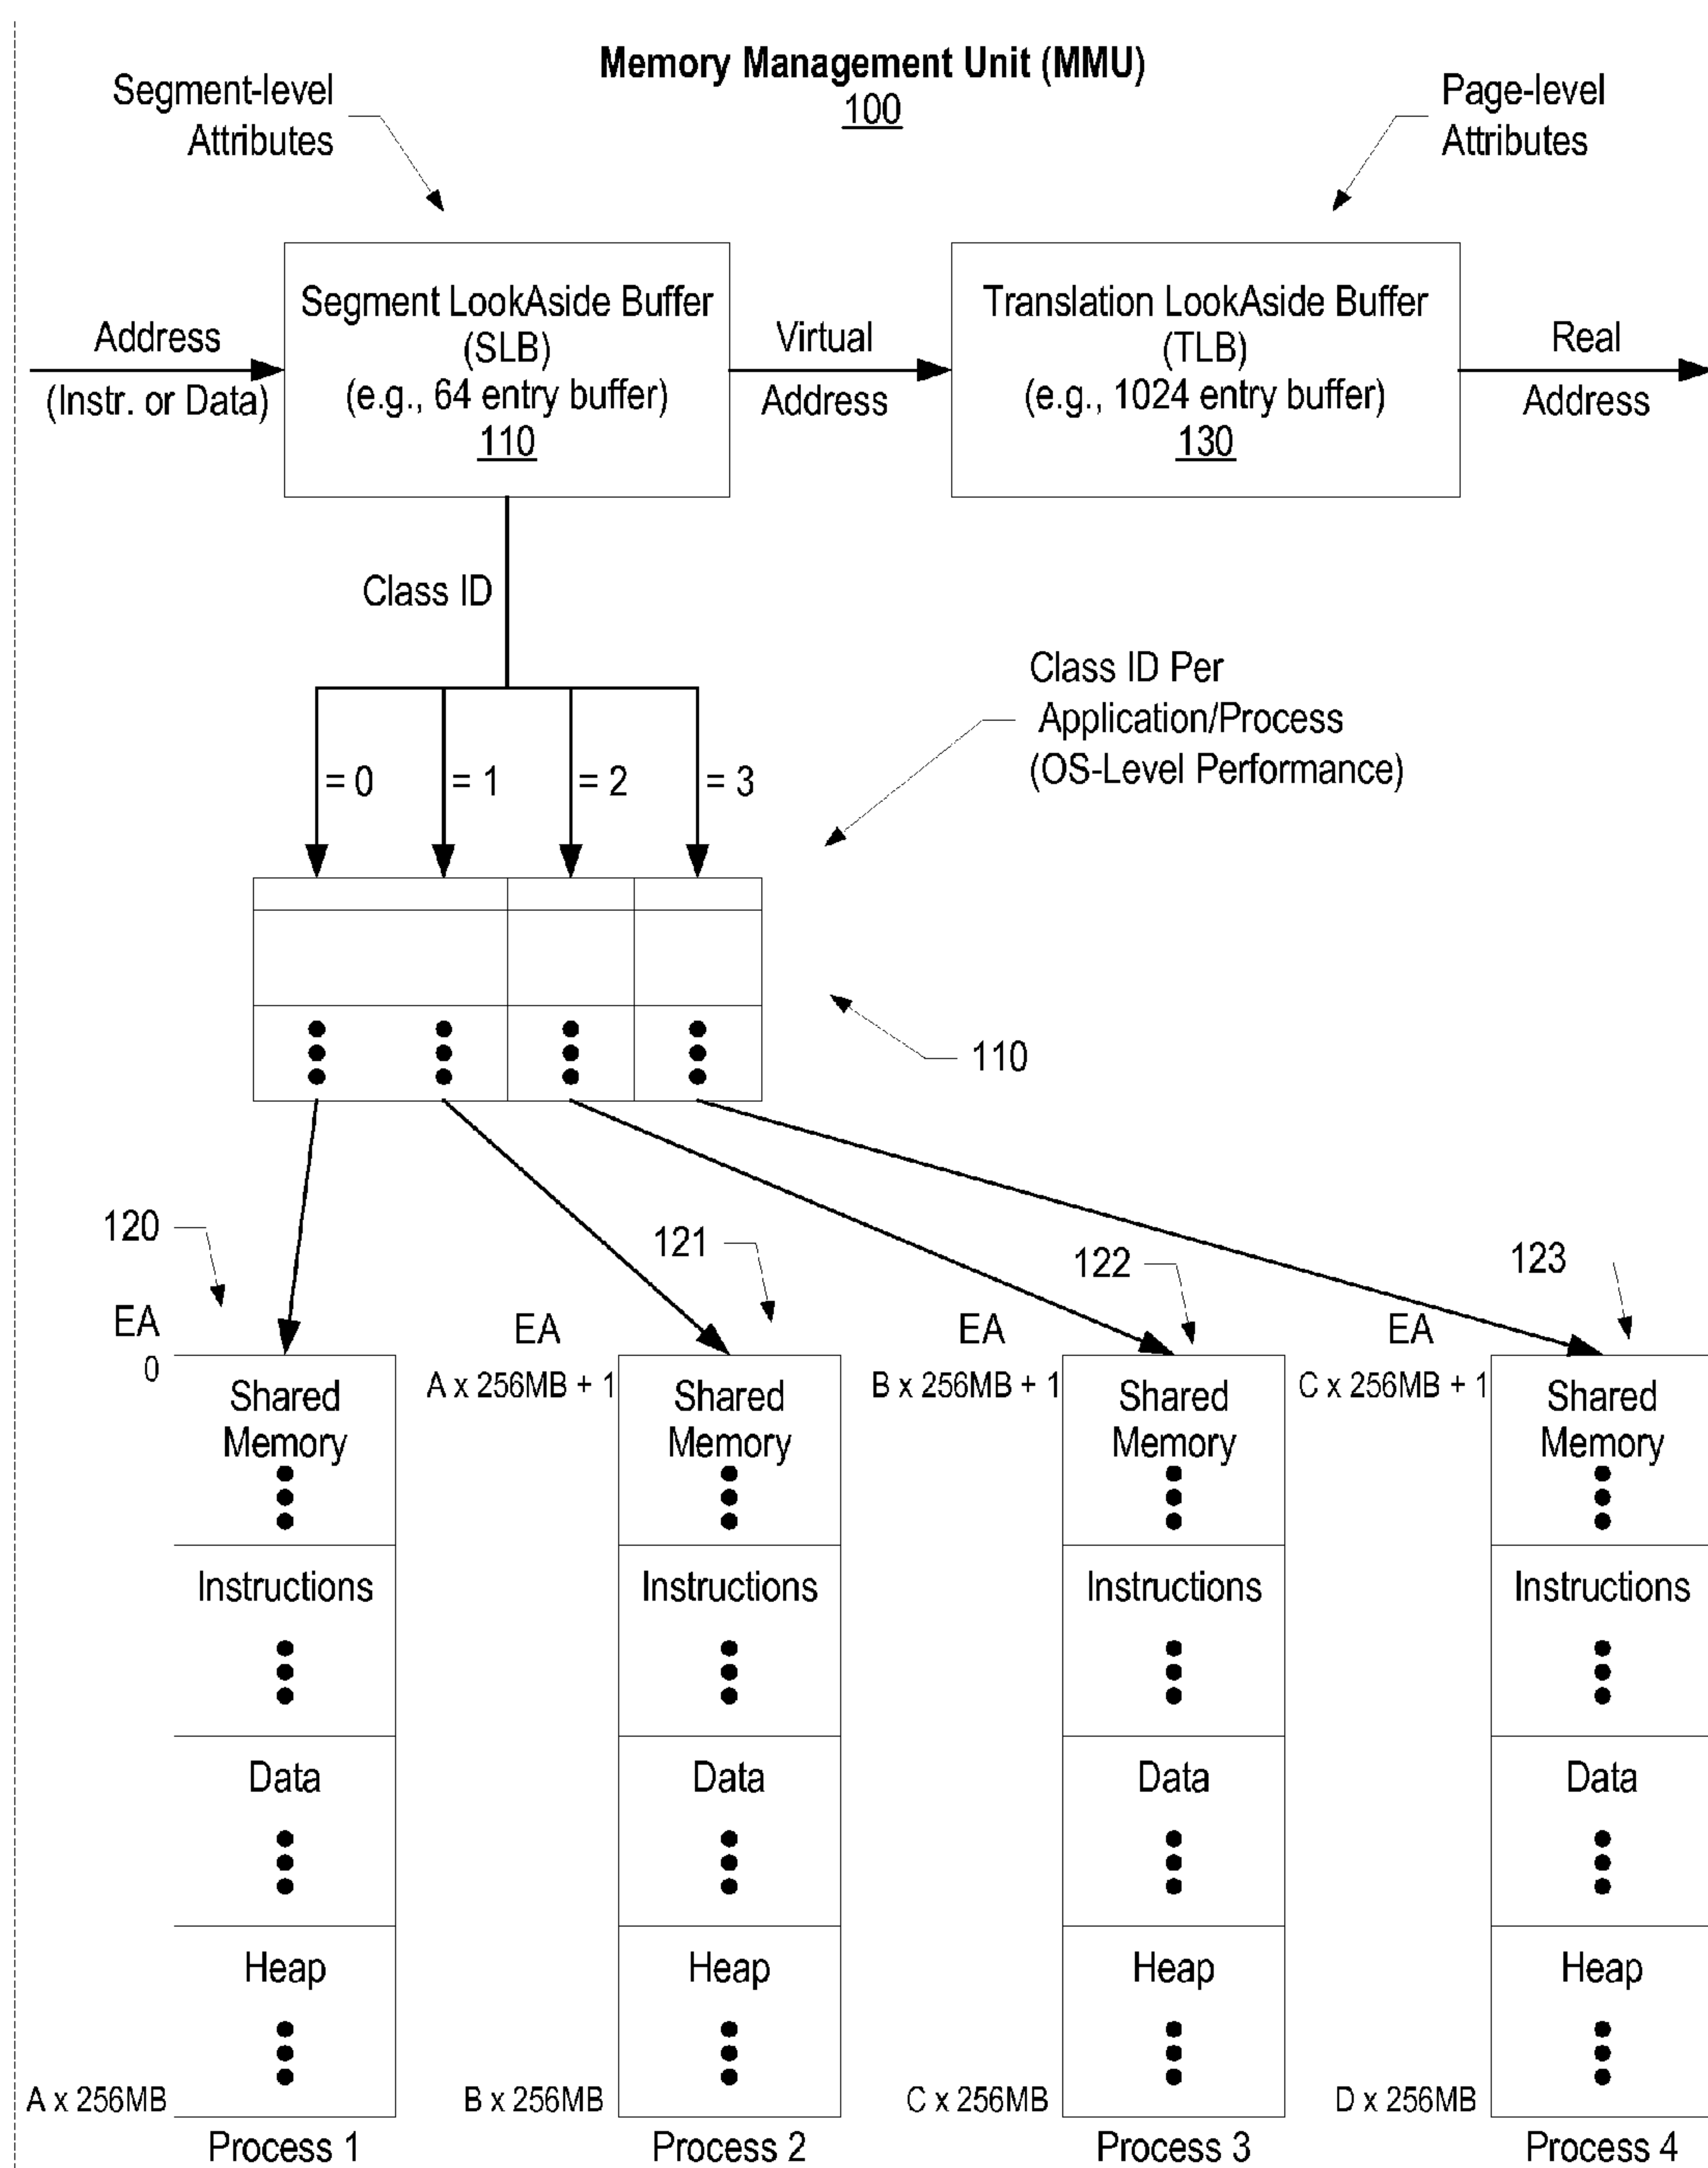 Memory Management Unit (MMU)
100
Segment-level
Attributes
Page-level
Attributes
Address
(Instr. or Data)
Segment LookAside Buffer
(SLB)
(e.g., 64 entry buffer)
110
Virtual
Address
Translation LookAside Buffer
(TLB)
(e.g., 1024 entry buffer)
130
Real
Address
Class ID
Class ID Per
Application/Process
(OS-Level Performance)
= 0
= 1
= 2
= 3
110
120
121
122
123
EA
0
EA
A x 256MB + 1
EA
B x 256MB + 1
EA
C x 256MB + 1
Shared
Memory
Instructions
Data
Heap
A x 256MB
Process 1
Shared
Memory
Instructions
Data
Heap
B x 256MB
Process 2
Shared
Memory
Instructions
Data
Heap
C x 256MB
Process 3
Shared
Memory
Instructions
Data
Heap
D x 256MB
Process 4